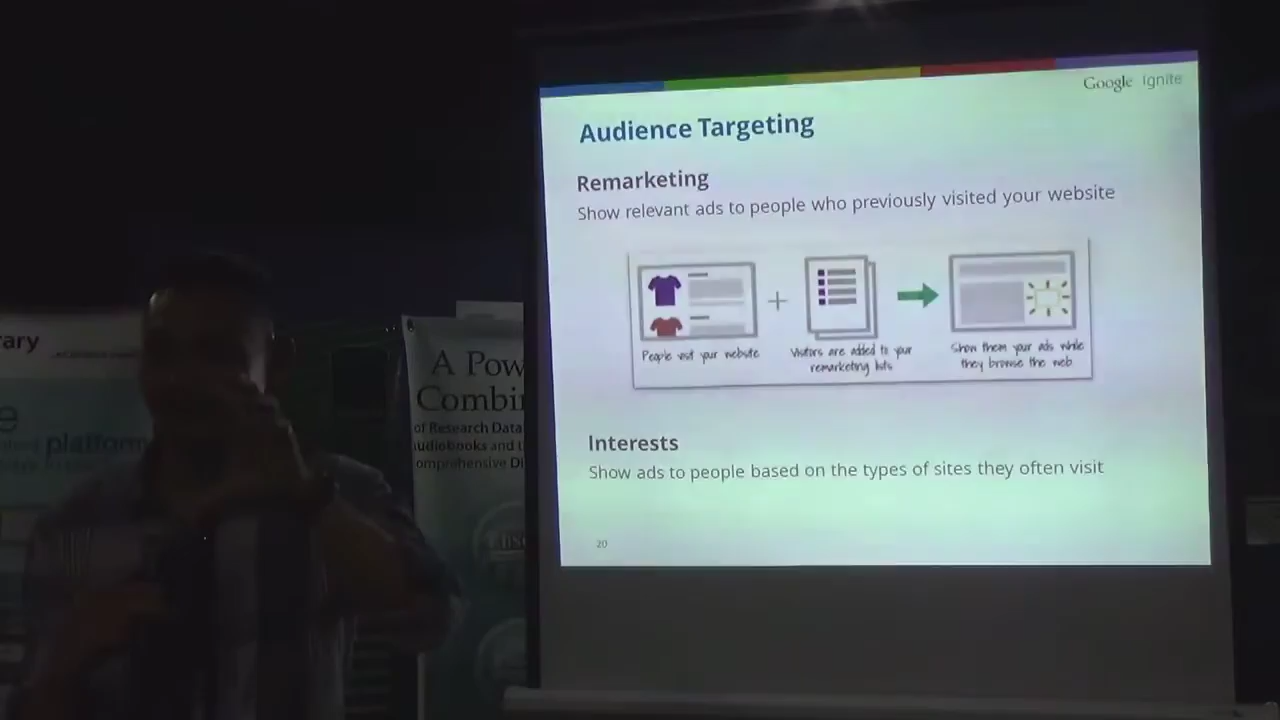 Google Ignite
Audience Targeting
Remarketing
Show relevant ads to people who previously visited your website
People visit your website
Visitors are added to your
remarketing lists
Show them your ads while
they browse the web
Interests
Show ads to people based on the types of sites they often visit
20
A Pow
Combi
of Research Data
udiobooks and t
omprehensive Di
rary
e
platform